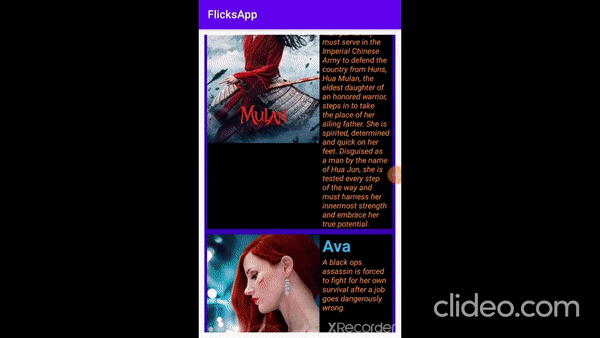 FlicksApp
must serve in the
Imperial Chinese
Army to defend the
country from Huns,
Hua Mulan, the
eldest daughter of
an honored warrior,
steps in to take
the place of her
ailing father. She is
spirited, determined
and quick on her
feet. Disguised as
a man by the name
of Hua Jun, she is
tested every step
of the way and
must harness her
innermost strength
and embrace her
true potential.
MULAN
Ava
A black ops
assassin is forced
to fight for her own
survival after a job
goes dangerously
wrong.
clideo.com
XRecorder